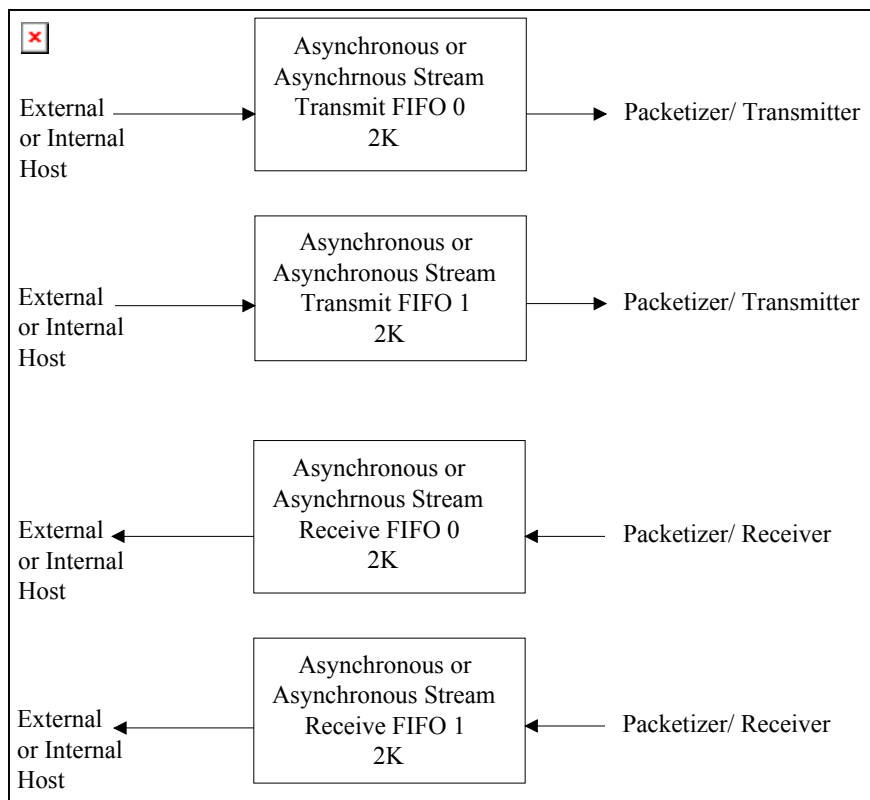 Asynchronous or
Asynchrnous Stream
Transmit FIFO 0
2K
External
or Internal
Host
Packetizer/ Transmitter
Asynchronous or
Asynchronous Stream
Transmit FIFO 1
2K
External
or Internal
Host
Packetizer/ Transmitter
Asynchronous or
Asynchrnous Stream
Receive FIFO 0
2K
External
or Internal
Host
Packetizer/ Receiver
Asynchronous or
Asynchronous Stream
Receive FIFO 1
2K
External
or Internal
Host
Packetizer/ Receiver